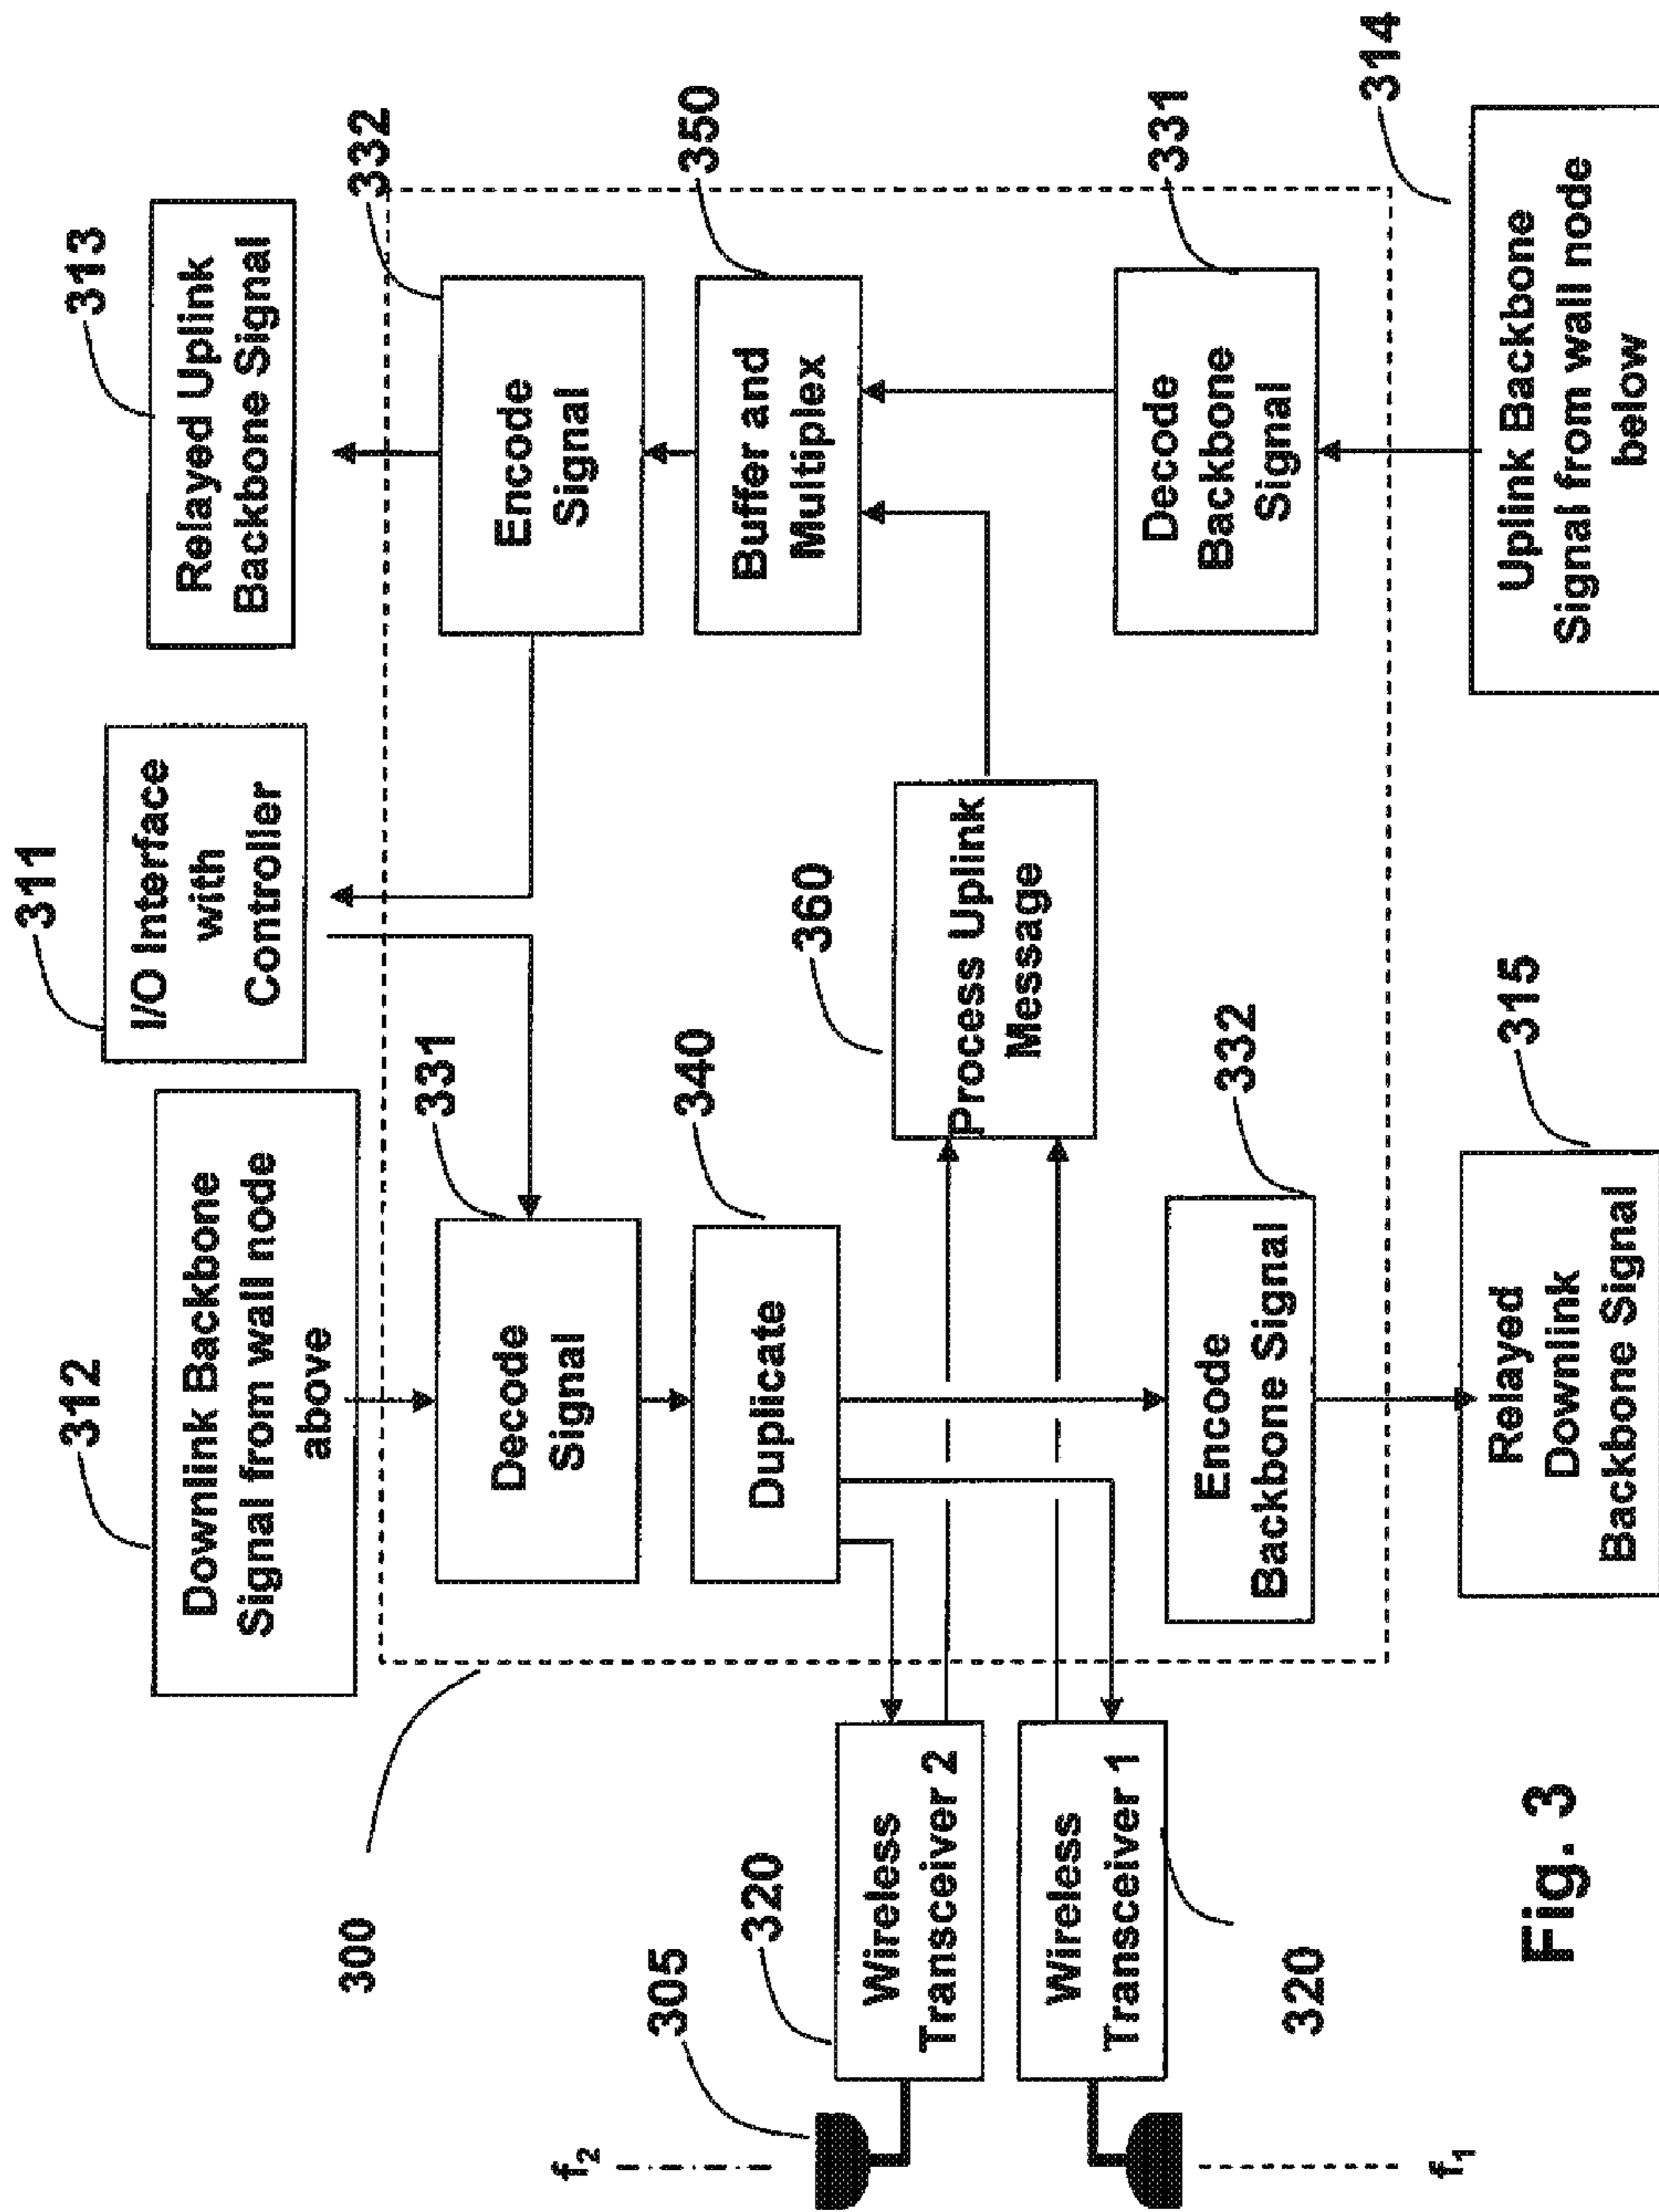 312
Downlink Backbone
Signal from wall node
above
311
I/O Interface
with
Controller
313
Relayed Uplink
Backbone Signal
300
331
Decode
Signal
332
Encode
Signal
340
Duplicate
350
Buffer and
Multiplex
f2
305
320
Wireless
Transceiver 2
360
Process Uplink
Message
Wireless
Transceiver 1
320
f1
332
Encode
Backbone Signal
331
Decode
Backbone
Signal
315
Relayed
Downlink
Backbone Signal
314
Uplink Backbone
Signal from wall node
below
Fig. 3